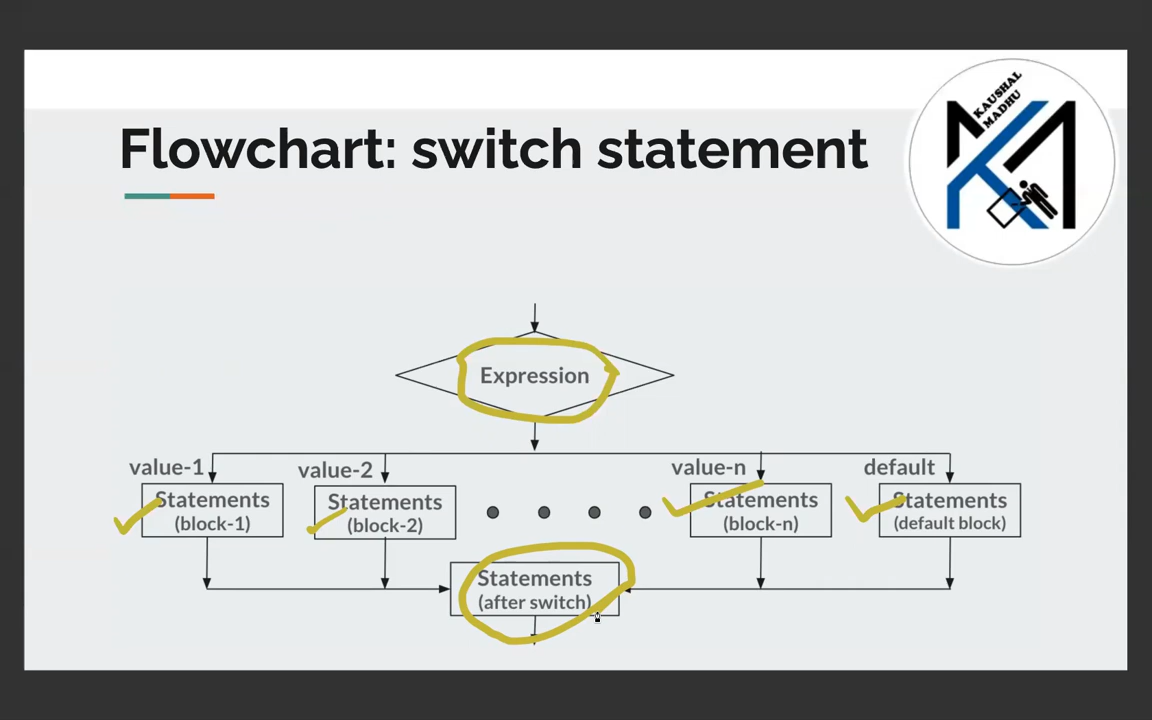 KAUSHAL
MADHU
Flowchart: switch statement
Expression
value-1
value-2
value-n
default
Statements
(block-1)
Statements
(block-2)
Statements
(block-n)
Statements
(default block)
Statements
(after switch)